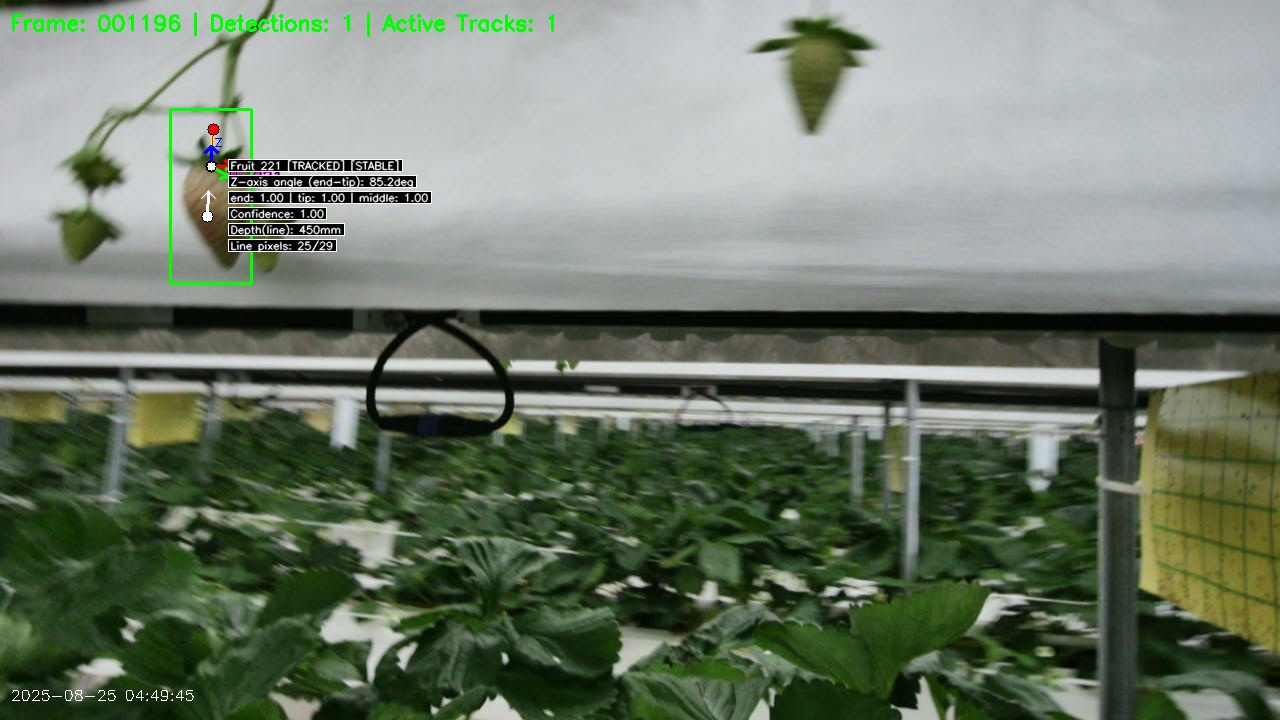 Frame: 001196 | Detections: 1 | Active Tracks: 1
Z
Fruit 221 [TRACKED] [STABLE]
Z-axis angle (end-tip): 85.2deg
end: 1.00 | tip: 1.00 | middle: 1.00
Confidence: 1.00
Depth(line): 450mm
Line pixels: 25/29
2025-08-25 04:49:45